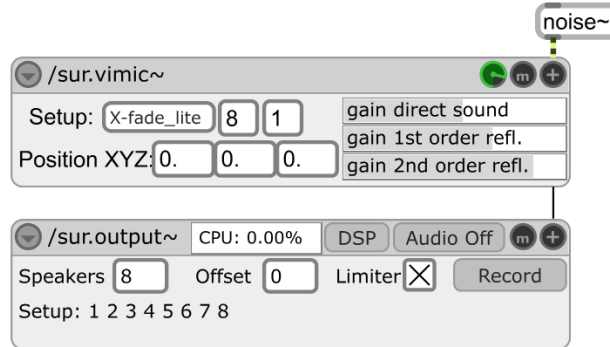 noise~
/sur.vimic~ m +
Setup: X-fade_lite 8 1
gain direct sound
gain 1st order refl.
Position XYZ: 0. 0. 0.
gain 2nd order refl.
/sur.output~ CPU: 0.00% DSP Audio Off m +
Speakers 8 Offset 0 Limiter Record
Setup: 1 2 3 4 5 6 7 8